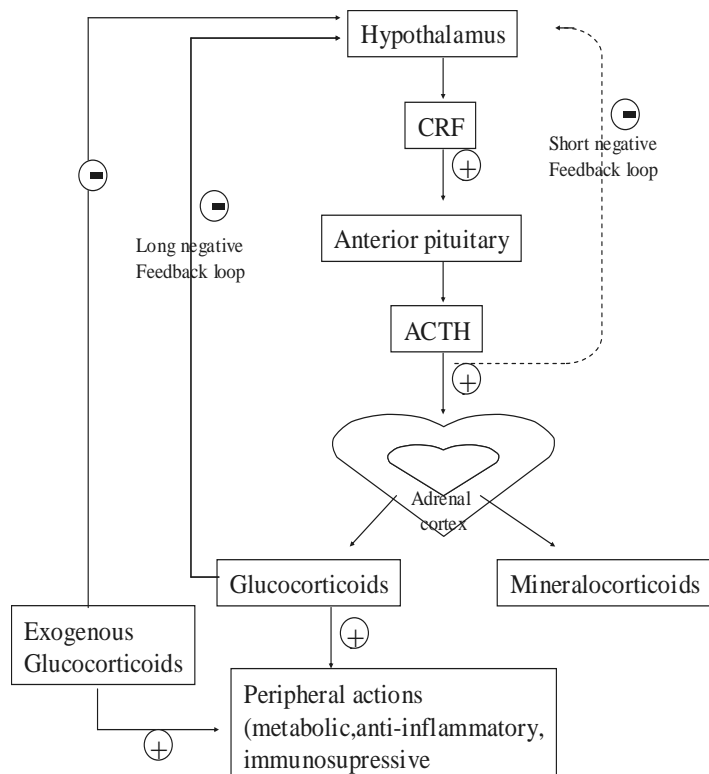 Hypothalamus
CRF
+
Short negative
Feedback loop
-
-
-
Long negative
Feedback loop
Anterior pituitary
ACTH
+
Adrenal
cortex
Glucocorticoids
Mineralocorticoids
+
Exogenous
Glucocorticoids
+
Peripheral actions
(metabolic,anti-inflammatory,
immunosupressive